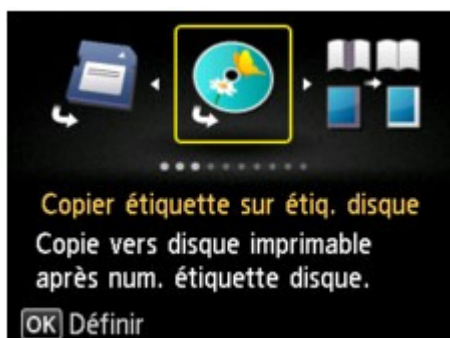 Copier étiquette sur étiq. disque
Copie vers disque imprimable
après num. étiquette disque.
OK Définir